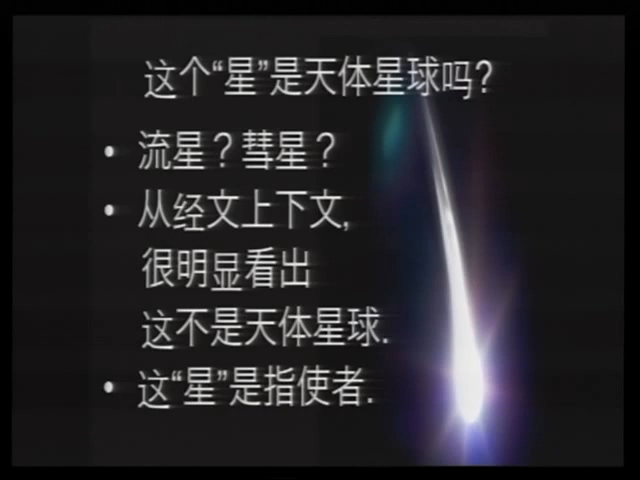 这个“星”是天体星球吗?
• 流星？彗星？
• 从经文上下文,
很明显看出
这不是天体星球.
• 这“星”是指使者.